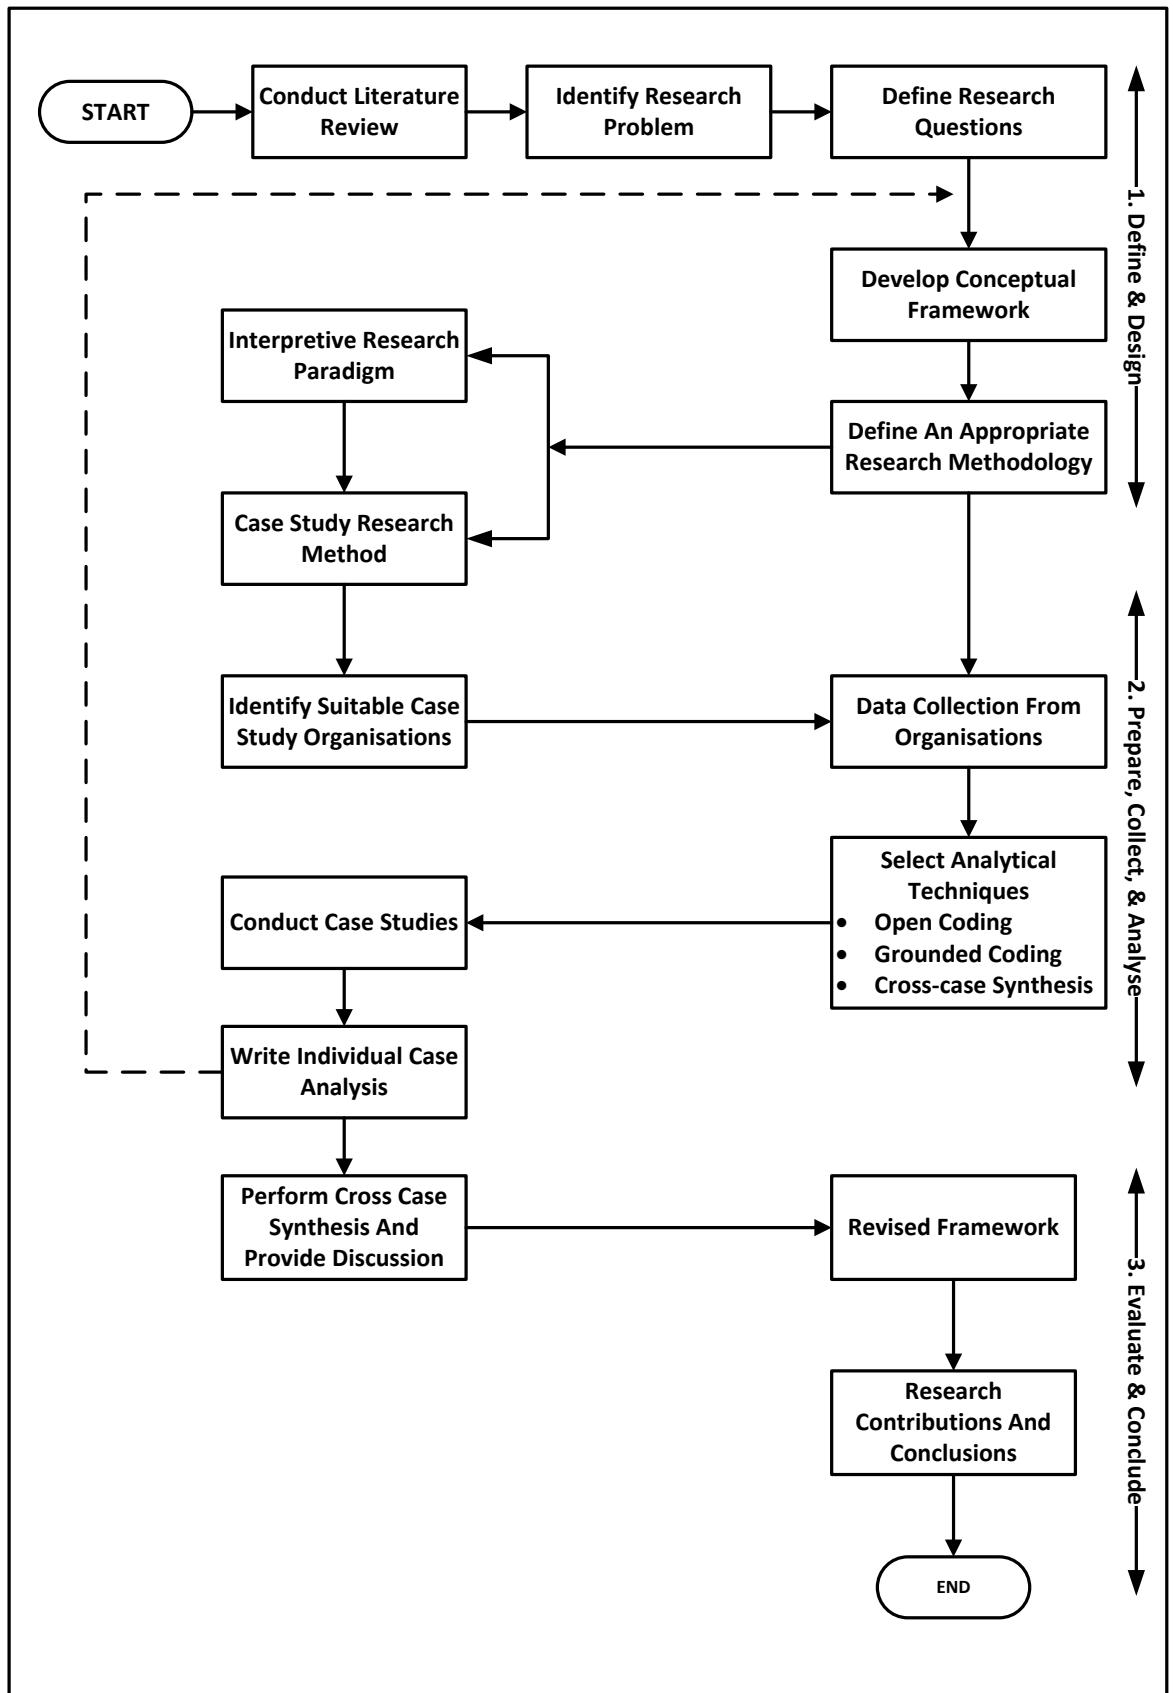 START
Conduct Literature
Review
Identify Research
Problem
Define Research
Questions
1. Define & Design
Develop Conceptual
Framework
Interpretive Research
Paradigm
Define An Appropriate
Research Methodology
Case Study Research
Method
2. Prepare, Collect, & Analyse
Identify Suitable Case
Study Organisations
Data Collection From
Organisations
Select Analytical
Techniques
• Open Coding
• Grounded Coding
• Cross-case Synthesis
Conduct Case Studies
Write Individual Case
Analysis
Perform Cross Case
Synthesis And
Provide Discussion
Revised Framework
3. Evaluate & Conclude
Research
Contributions And
Conclusions
END